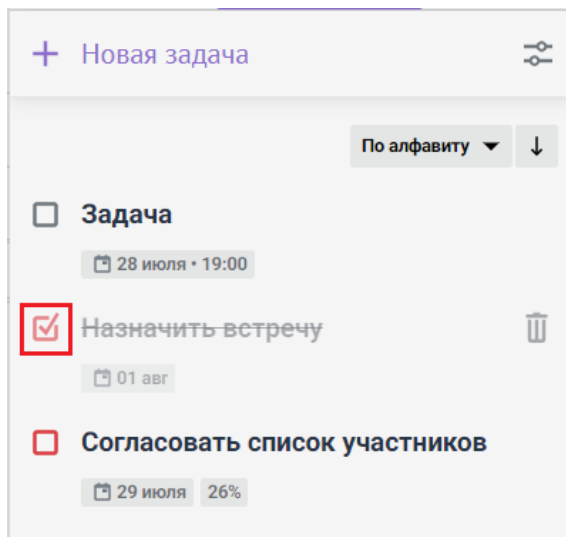 Новая задача
По алфавиту
Задача
28 июля • 19:00
Назначить встречу
01 авг
Согласовать список участников
29 июля 26%